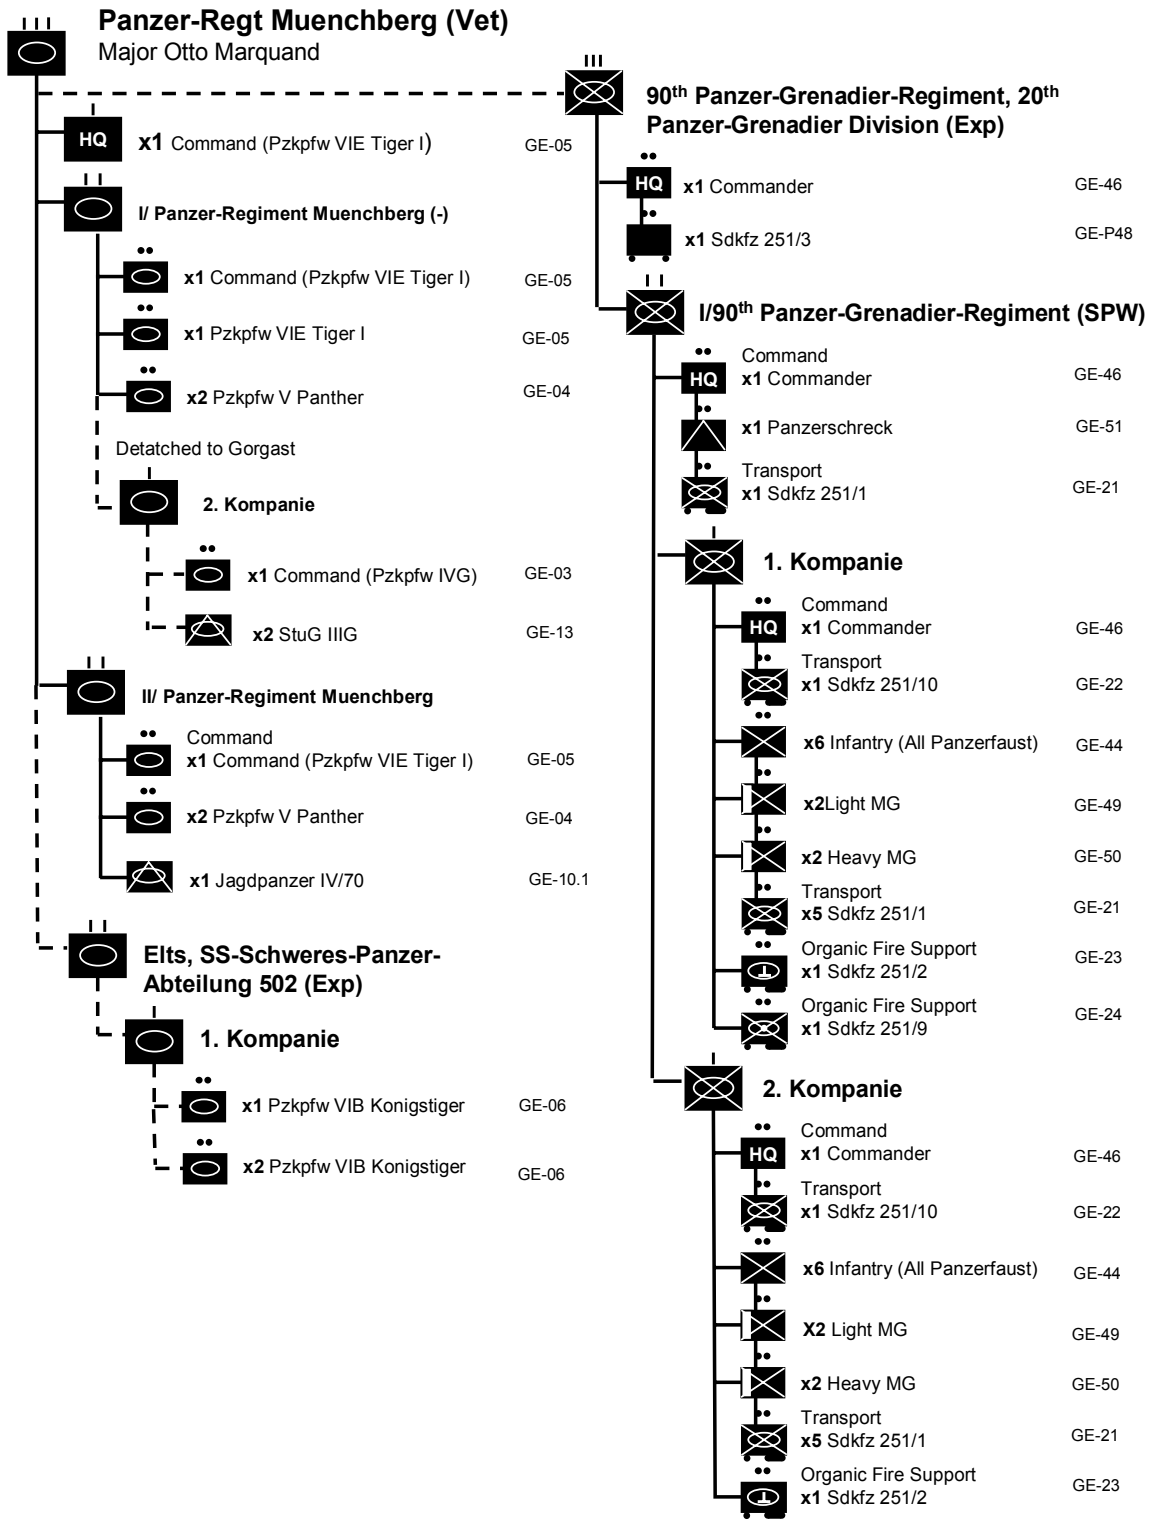 Panzer-Regt Muenchberg (Vet)
Major Otto Marquand
HQ
x1 Command (Pzkpfw VIE Tiger I)
GE-05
I/ Panzer-Regiment Muenchberg (-)
x1 Command (Pzkpfw VIE Tiger I)
GE-05
x1 Pzkpfw VIE Tiger I
GE-05
x2 Pzkpfw V Panther
GE-04
Detatched to Gorgast
2. Kompanie
x1 Command (Pzkpfw IVG)
GE-03
x2 StuG IIIG
GE-13
II/ Panzer-Regiment Muenchberg
Command
x1 Command (Pzkpfw VIE Tiger I)
GE-05
x2 Pzkpfw V Panther
GE-04
x1 Jagdpanzer IV/70
GE-10.1
Elts, SS-Schweres-Panzer-
Abteilung 502 (Exp)
1. Kompanie
x1 Pzkpfw VIB Konigstiger
GE-06
x2 Pzkpfw VIB Konigstiger
GE-06
90th Panzer-Grenadier-Regiment, 20th
Panzer-Grenadier Division (Exp)
HQ
x1 Commander
GE-46
x1 Sdkfz 251/3
GE-P48
I/90th Panzer-Grenadier-Regiment (SPW)
Command
HQ
x1 Commander
GE-46
x1 Panzerschreck
GE-51
Transport
x1 Sdkfz 251/1
GE-21
1. Kompanie
Command
HQ
x1 Commander
GE-46
Transport
x1 Sdkfz 251/10
GE-22
x6 Infantry (All Panzerfaust)
GE-44
x2Light MG
GE-49
x2 Heavy MG
GE-50
Transport
x5 Sdkfz 251/1
GE-21
Organic Fire Support
x1 Sdkfz 251/2
GE-23
Organic Fire Support
x1 Sdkfz 251/9
GE-24
2. Kompanie
Command
HQ
x1 Commander
GE-46
Transport
x1 Sdkfz 251/10
GE-22
x6 Infantry (All Panzerfaust)
GE-44
X2 Light MG
GE-49
x2 Heavy MG
GE-50
Transport
x5 Sdkfz 251/1
GE-21
Organic Fire Support
x1 Sdkfz 251/2
GE-23